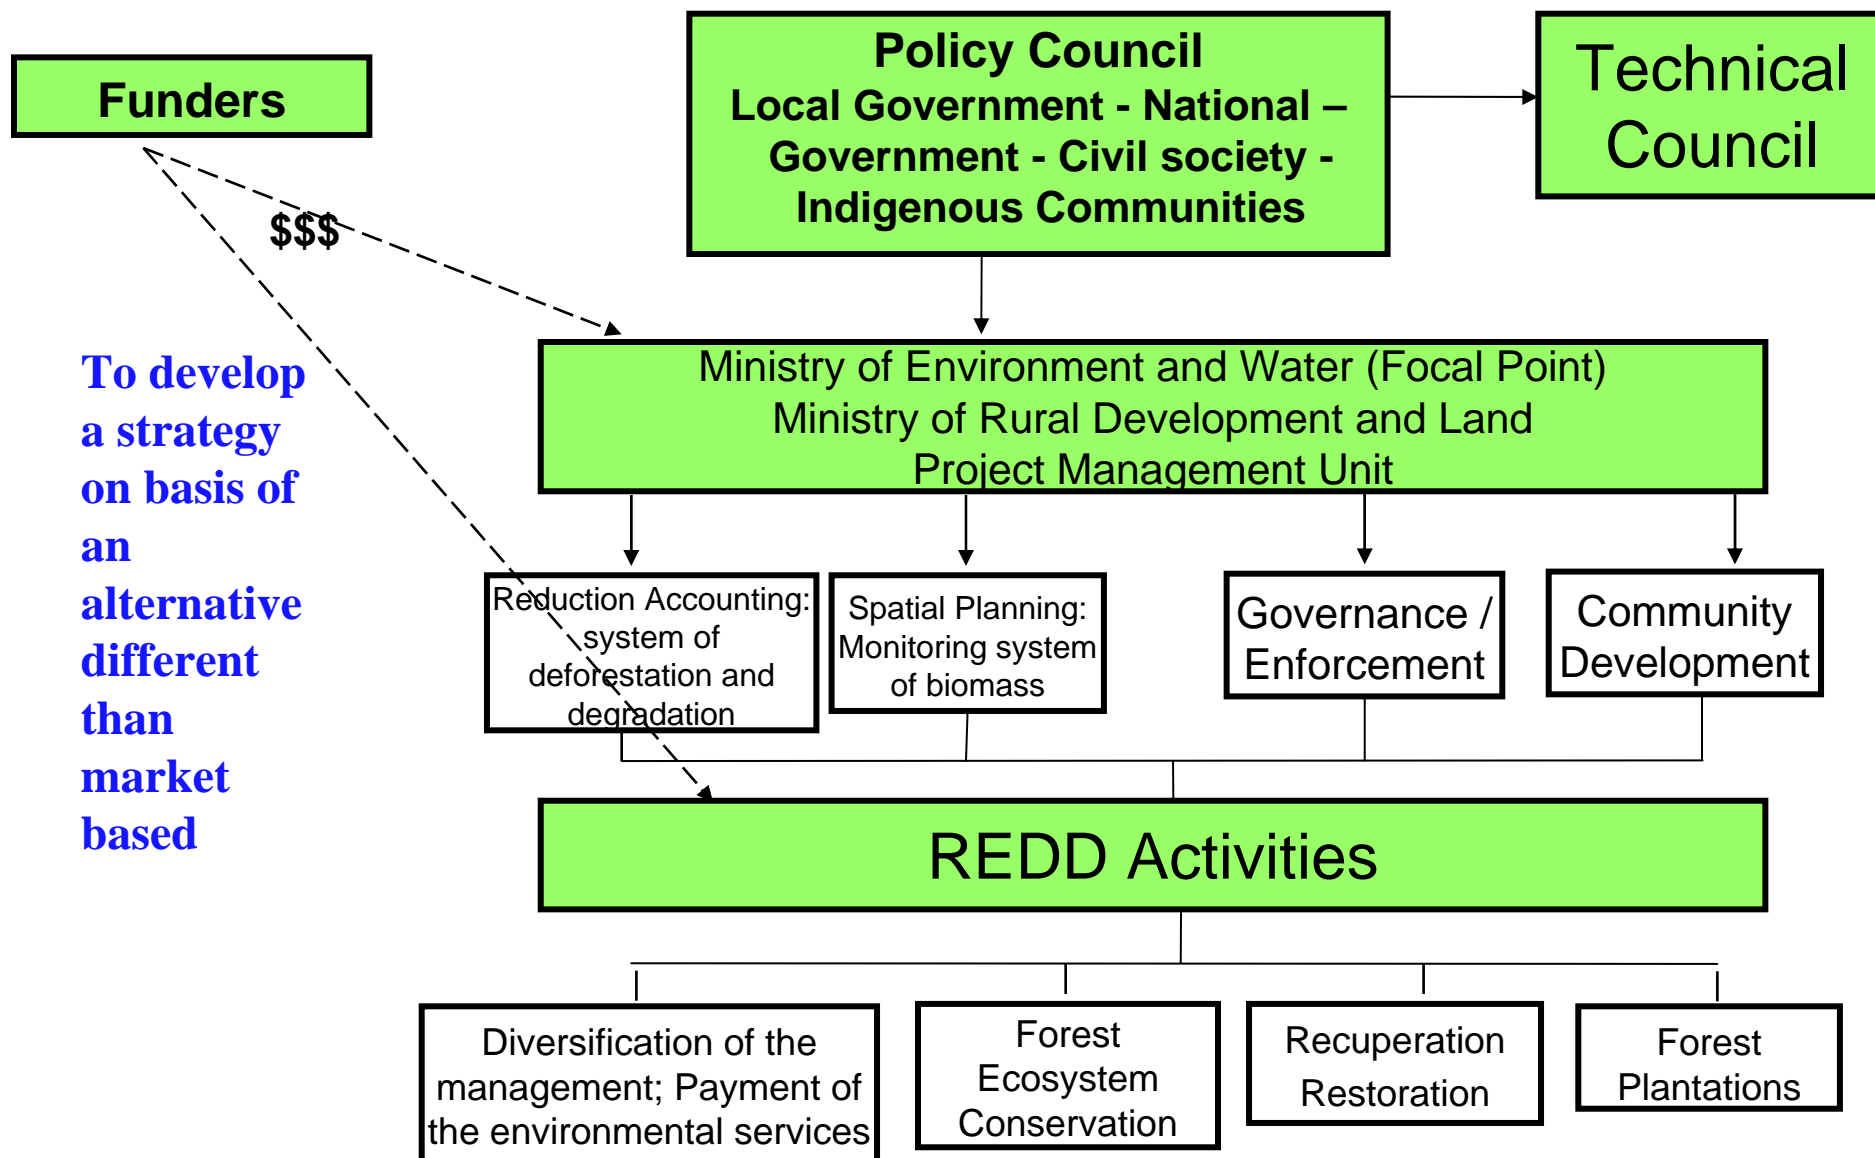 Funders
Policy Council
Local Government - National –
Government - Civil society -
Indigenous Communities
Technical
Council
$$$
To develop
a strategy
on basis of
an
alternative
different
than
market
based
Ministry of Environment and Water (Focal Point)
Ministry of Rural Development and Land
Project Management Unit
Reduction Accounting:
system of
deforestation and
degradation
Spatial Planning:
Monitoring system
of biomass
Governance /
Enforcement
Community
Development
REDD Activities
Diversification of the
management; Payment of
the environmental services
Forest
Ecosystem
Conservation
Recuperation
Restoration
Forest
Plantations